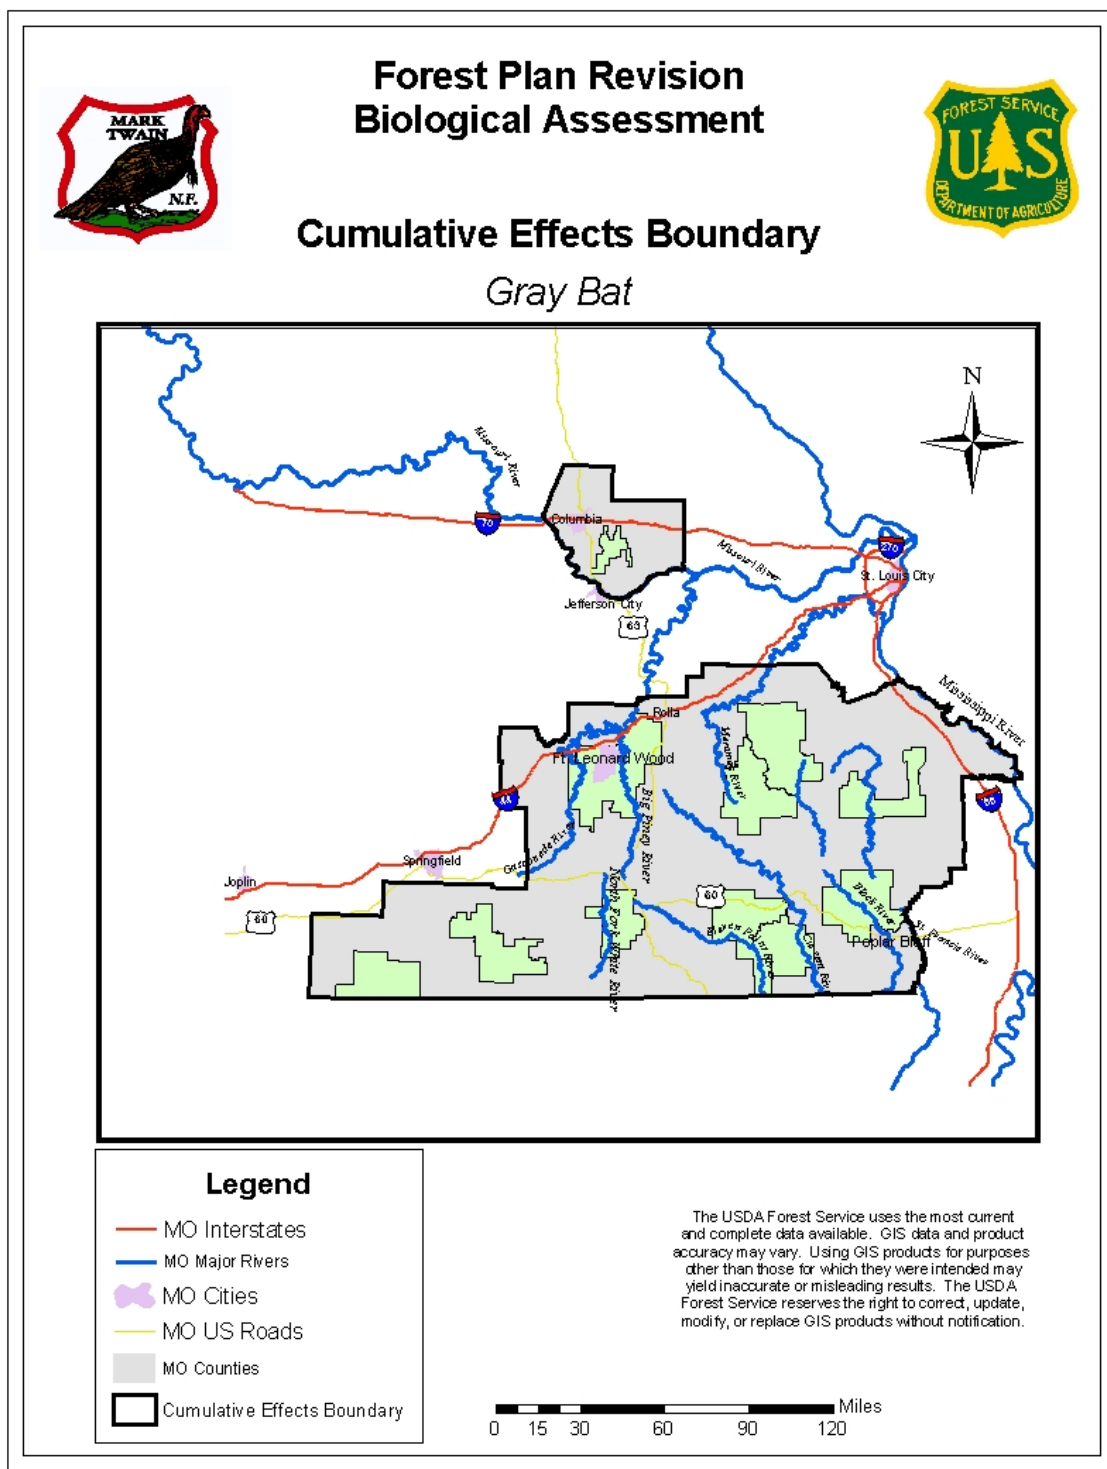 Forest Plan Revision
Biological Assessment
MARK
TWAIN
N.F.
FOREST SERVICE
U S
DEPARTMENT OF AGRICULTURE
Cumulative Effects Boundary
Gray Bat
N
Missouri River
70
Columbia
Missouri River
270
St. Louis City
Jefferson City
63
Mississippi River
Rolla
Meramec River
Ft. Leonard Wood
44
55
Big Piney River
Gasconade River
Springfield
Joplin
60
60
North Fork White River
Eleven Point River
Current River
Black River
Poplar Bluff
St. Francis River
Legend
MO Interstates
MO Major Rivers
MO Cities
MO US Roads
MO Counties
Cumulative Effects Boundary
The USDA Forest Service uses the most current
and complete data available. GIS data and product
accuracy may vary. Using GIS products for purposes
other than those for which they were intended may
yield inaccurate or misleading results. The USDA
Forest Service reserves the right to correct, update,
modify, or replace GIS products without notification.
Miles
0 15 30 60 90 120